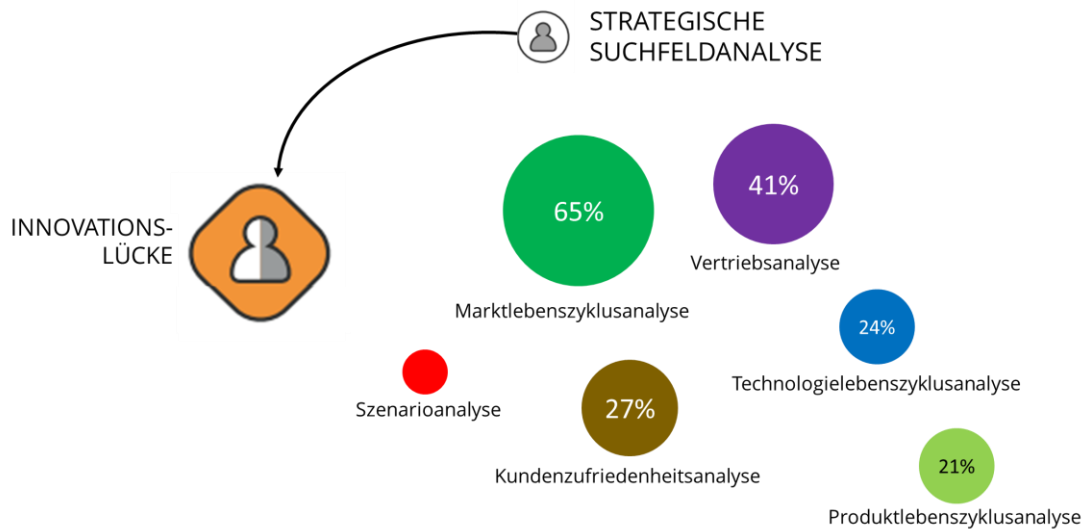 STRATEGISCHE
SUCHFELDANALYSE
INNOVATIONS-
LÜCKE
65%
Marktlebenszyklusanalyse
41%
Vertriebsanalyse
24%
Technologielebenszyklusanalyse
Szenarioanalyse
27%
Kundenzufriedenheitsanalyse
21%
Produktlebenszyklusanalyse